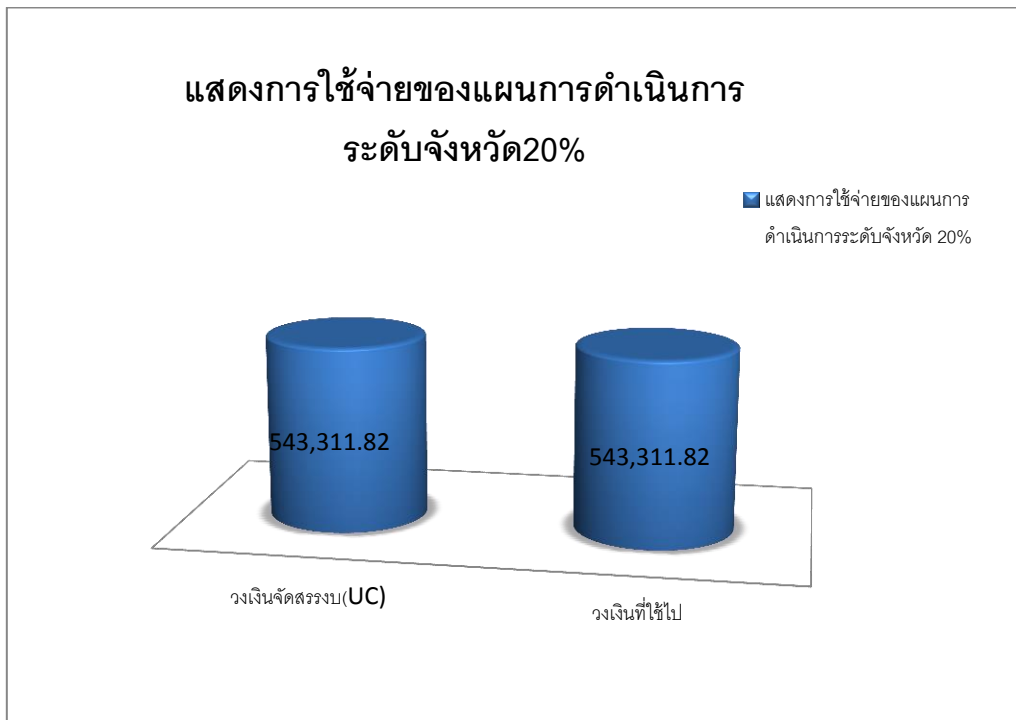 แสดงการใช้จ่ายของแผนการดำเนินการ
ระดับจังหวัด20%
แสดงการใช้จ่ายของแผนการ
ดำเนินการระดับจังหวัด 20%
543,311.82
543,311.82
วงเงินจัดสรรงบ(UC)
วงเงินที่ใช้ไป